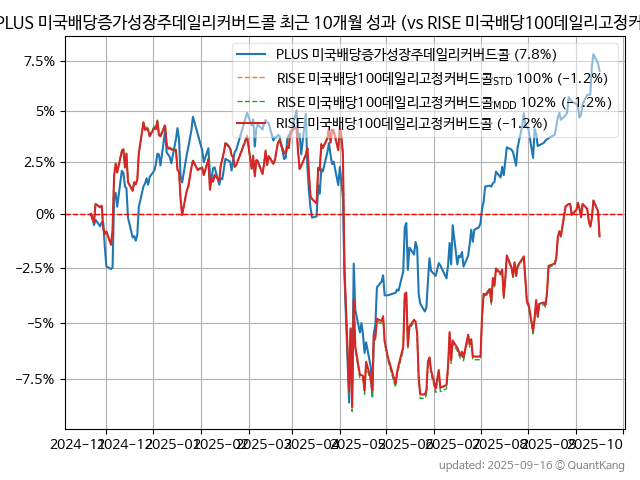 PLUS 미국배당증가성장주데일리커버드콜 최근 10개월 성과 (vs RISE 미국배당100데일리고정커
PLUS 미국배당증가성장주데일리커버드콜 (7.8%)
RISE 미국배당100데일리고정커버드콜STD 100% (−1.2%)
RISE 미국배당100데일리고정커버드콜MDD 102% (−1.2%)
RISE 미국배당100데일리고정커버드콜 (−1.2%)
7.5%
5%
2.5%
0%
−2.5%
−5%
−7.5%
2024-11 2024-12 2025-01 2025-02 2025-03 2025-04 2025-05 2025-06 2025-07 2025-08 2025-09 2025-10
updated: 2025-09-16 © QuantKang